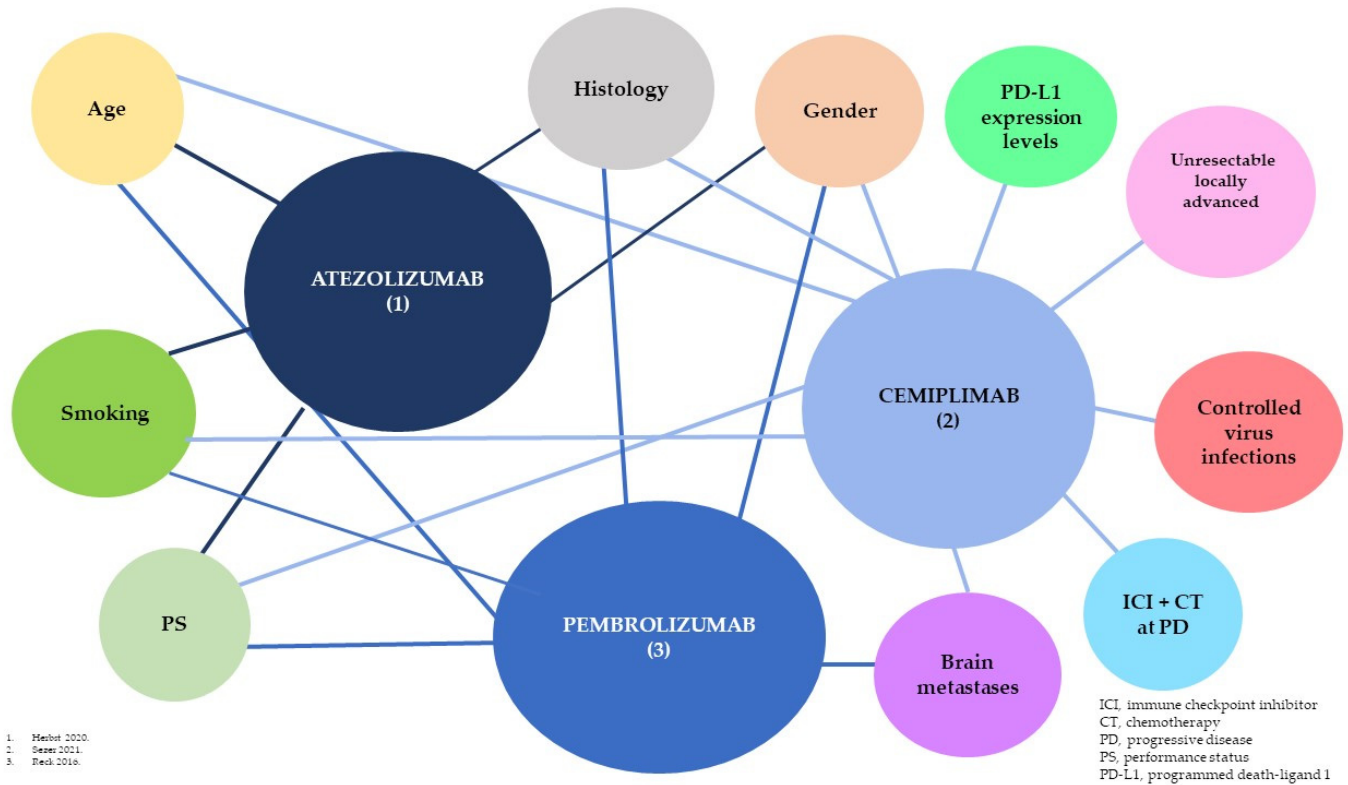 Age
Histology
Gender
PD-L1
expression
levels
Unresectable
locally
advanced
ATEZOLIZUMAB
(1)
CEMIPLIMAB
(2)
Smoking
Controlled
virus
infections
PS
PEMBROLIZUMAB
(3)
Brain
metastases
ICI + CT
at PD
1. Herbst 2020.
2. Sezer 2021.
3. Reck 2016.
ICI, immune checkpoint inhibitor
CT, chemotherapy
PD, progressive disease
PS, performance status
PD-L1, programmed death-ligand 1